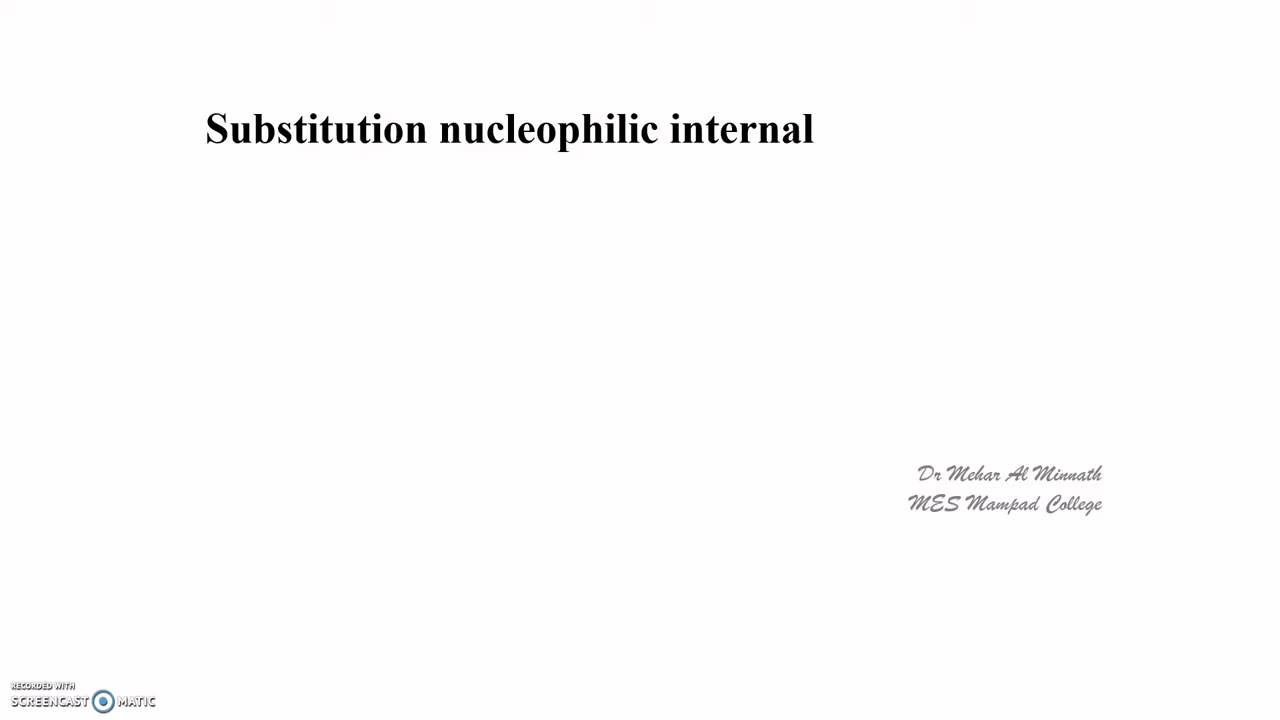 Substitution nucleophilic internal
Dr Mehar Al Minnath
MES Mampad College
RECORDED WITH
SCREENCAST MATIC